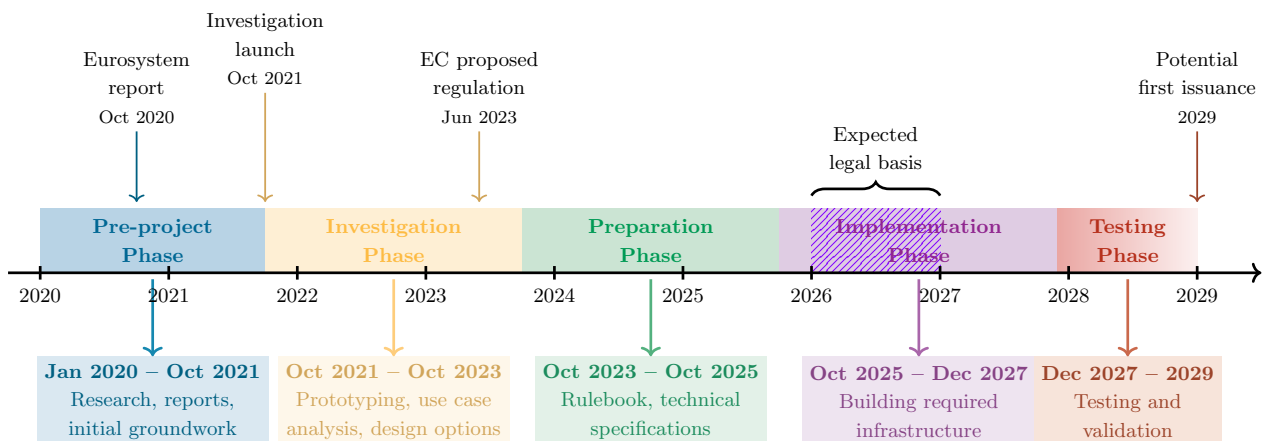 Investigation
launch
Oct 2021
Eurosystem
report
Oct 2020
EC proposed
regulation
Jun 2023
Potential
first issuance
2029
Expected
legal basis
Pre-project
Phase
Investigation
Phase
Preparation
Phase
Implementation
Phase
Testing
Phase
2020
2021
2022
2023
2024
2025
2026
2027
2028
2029
Jan 2020 – Oct 2021
Research, reports,
initial groundwork
Oct 2021 – Oct 2023
Prototyping, use case
analysis, design options
Oct 2023 – Oct 2025
Rulebook, technical
specifications
Oct 2025 – Dec 2027
Building required
infrastructure
Dec 2027 – 2029
Testing and
validation